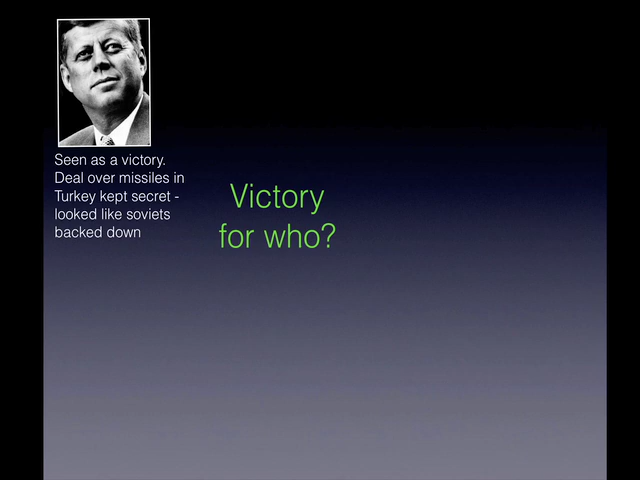 Seen as a victory.
Deal over missiles in
Turkey kept secret -
looked like soviets
backed down
Victory
for who?